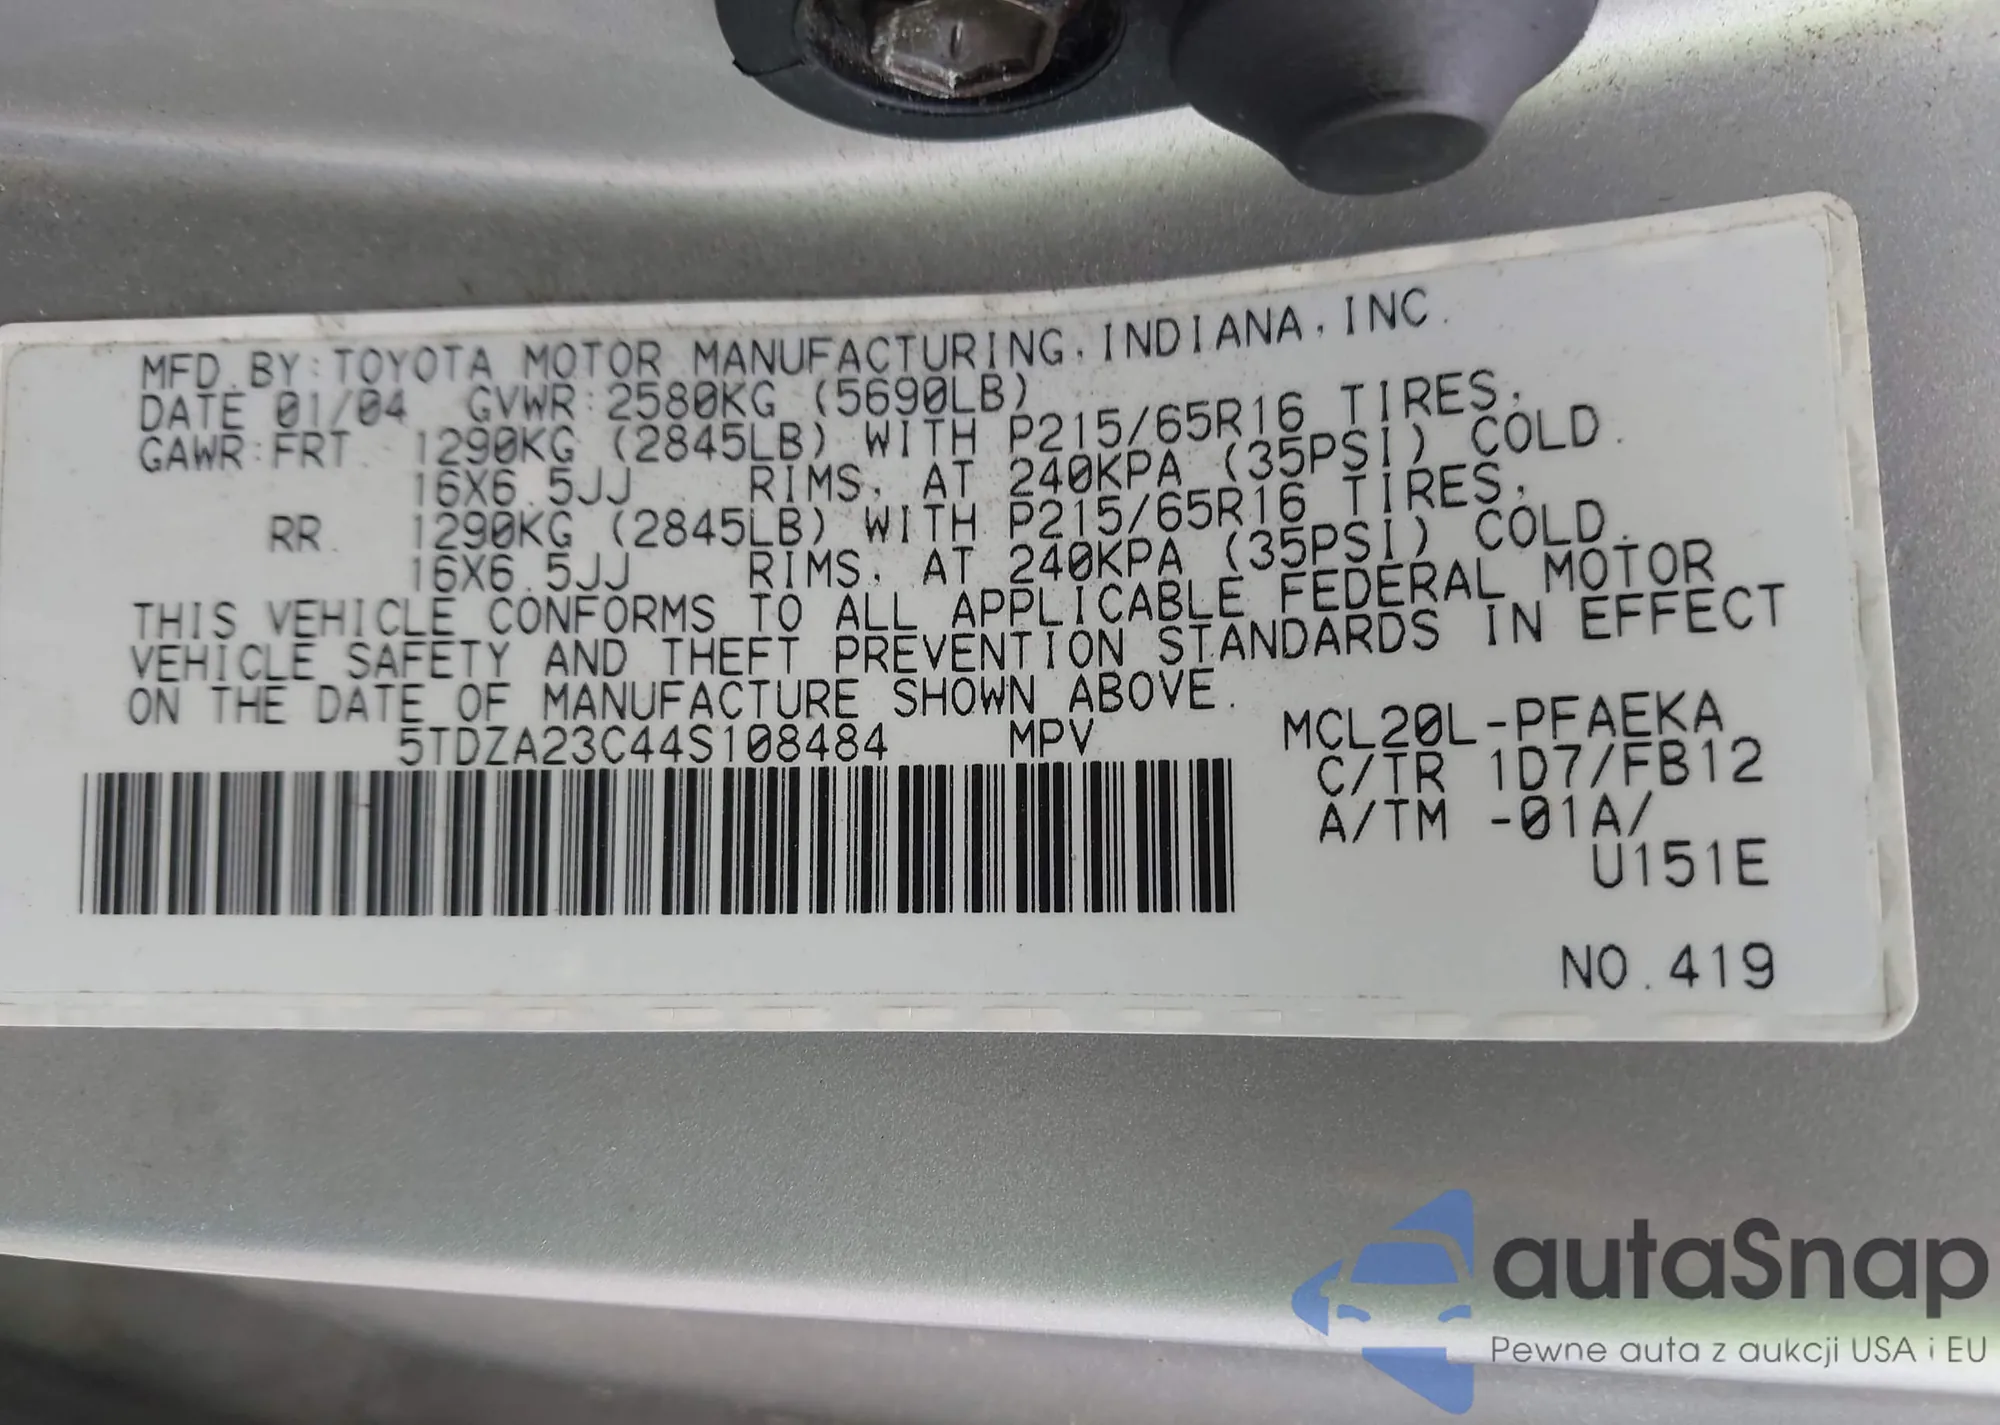 MFD. BY: TOYOTA MOTOR MANUFACTURING, INDIANA, INC.
DATE 01/04 GVWR: 2580KG (5690LB)
GAWR: FRT. 1290KG (2845LB) WITH P215/65R16 TIRES,
16X6.5JJ RIMS, AT 240KPA (35PSI) COLD.
RR. 1290KG (2845LB) WITH P215/65R16 TIRES,
16X6.5JJ RIMS, AT 240KPA (35PSI) COLD.
THIS VEHICLE CONFORMS TO ALL APPLICABLE FEDERAL MOTOR
VEHICLE SAFETY AND THEFT PREVENTION STANDARDS IN EFFECT
ON THE DATE OF MANUFACTURE SHOWN ABOVE.
5TDZA23C44S108484 MPV
MCL20L-PFAEKA
C/TR 1D7/FB12
A/TM -01A/
U151E
NO.419
autaSnap
Pewne auta z aukcji USA i EU